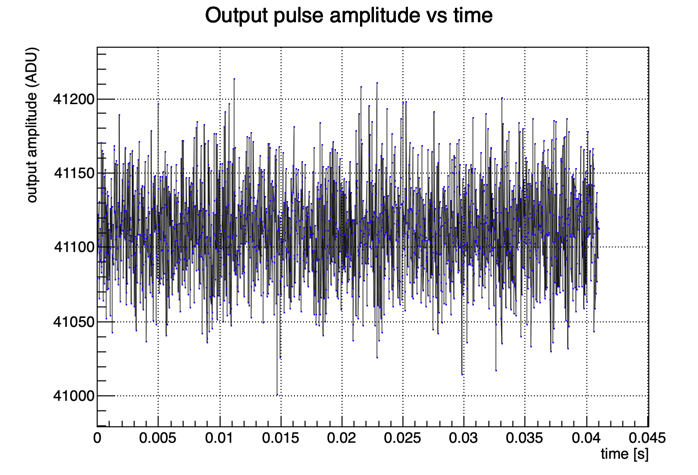 Output pulse amplitude vs time
output amplitude (ADU)
41200
41150
41100
41050
41000
0 0.005 0.01 0.015 0.02 0.025 0.03 0.035 0.04 0.045
time [s]